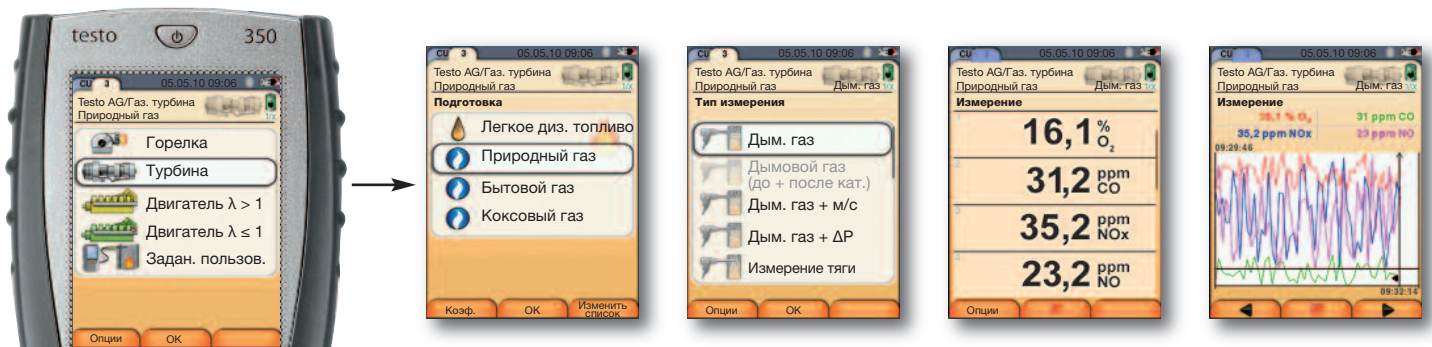 testo 350
CU 3 05.05.10 09:06
Testo AG/Газ. турбина
Природный газ 1/x
Горелка
Турбина
Двигатель λ > 1
Двигатель λ ≤ 1
Задан. пользов.
Опции OK
CU 3 05.05.10 09:06
Testo AG/Газ. турбина
Природный газ 1/x
Подготовка
Легкое диз. топливо
Природный газ
Бытовой газ
Коксовый газ
Коэф. OK Изменить
список
CU 3 05.05.10 09:06
Testo AG/Газ. турбина
Природный газ Дым. газ 1/x
Тип измерения
Дым. газ
Дымовой газ
(до + после кат.)
Дым. газ + м/с
Дым. газ + ΔP
Измерение тяги
Опции OK
CU 05.05.10 09:06
Testo AG/Газ. турбина
Природный газ Дым. газ 1/x
Измерение
1
16,1 % O₂
2
31,2 ppm CO
3
35,2 ppm NOx
4
23,2 ppm NO
Опции
CU 05.05.10 09:06
Testo AG/Газ. турбина
Природный газ Дым. газ 1/x
Измерение
% O₂ 31 ppm CO
35,2 ppm NOx 23 ppm NO
09:29:46
09:32:14